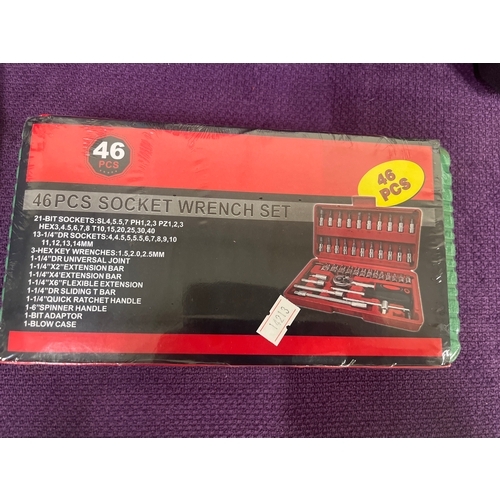 46
PCS
46 PCS SOCKET WRENCH SET
46
PCS
21-BIT SOCKETS:SL4,5.5,7 PH1,2,3 PZ1,2,3
HEX3,4,5.6,7,8 T10,15,20,25,30,40
13-1/4"DR SOCKETS:4,4.5,5,5.5,6,7,8,9,10
11,12,13,14MM
3-HEX KEY WRENCHES:1.5,2.0,2.5MM
1-1/4"DR UNIVERSAL JOINT
1-1/4"X2"EXTENSION BAR
1-1/4"X4'EXTENSION BAR
1-1/4"X6"FLEXIBLE EXTENSION
1-1/4"DR SLIDING T BAR
1-1/4"QUICK RATCHET HANDLE
1-6"SPINNER HANDLE
1-BIT ADAPTOR
1-BLOW CASE